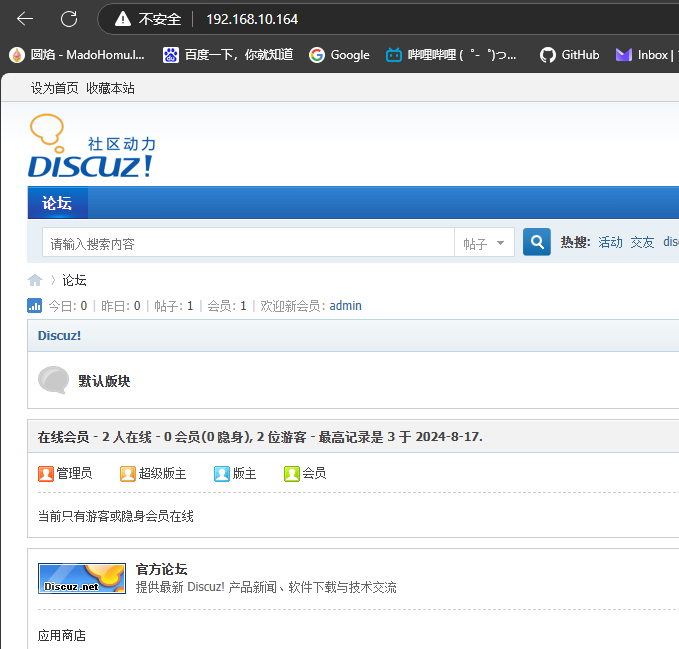 不安全 192.168.10.164
圆焰 - MadoHomu.l... 百度一下，你就知道 Google 哔哩哔哩 (゜-゜)つ... GitHub Inbox |
设为首页 收藏本站
社区动力
DISCUZ!
论坛
请输入搜索内容 帖子 热搜: 活动 交友 dis
论坛
今日: 0 | 昨日: 0 | 帖子: 1 | 会员: 1 | 欢迎新会员: admin
Discuz!
默认版块
在线会员 - 2 人在线 - 0 会员(0 隐身), 2 位游客 - 最高记录是 3 于 2024-8-17.
管理员 超级版主 版主 会员
当前只有游客或隐身会员在线
Discuz.net 官方论坛
提供最新 Discuz! 产品新闻、软件下载与技术交流
应用商店